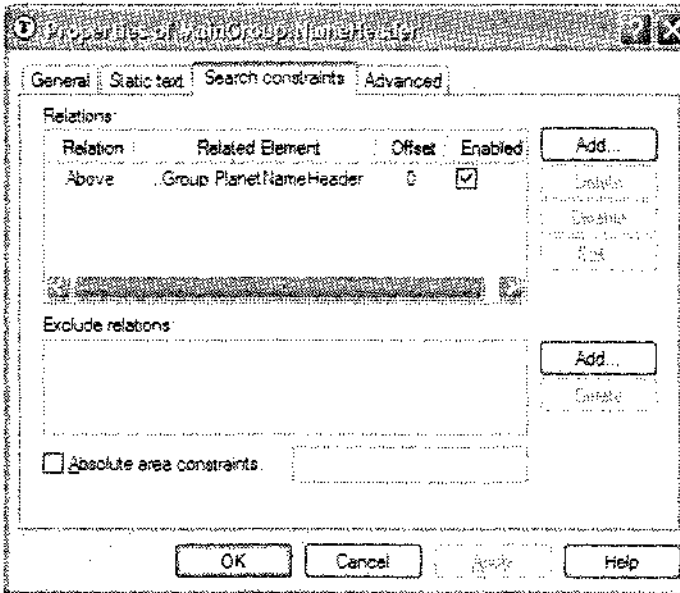 Properties of MainGroup.NameHeader
General Static text Search constraints Advanced
Relations:
Relation Related Element Offset Enabled
Above ..Group PlanetNameHeader 0
Add...
Delete
Disable
Edit...
Exclude relations:
Add...
Delete
Absolute area constraints:
OK Cancel Apply Help